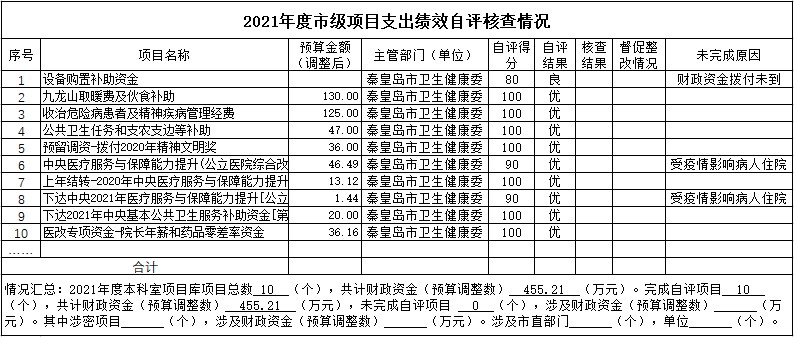 2021年度市级项目支出绩效自评核查情况
序号 项目名称 预算金额（调整后） 主管部门（单位） 自评得分 自评结果 核查结果 督促整改情况 未完成原因
1 设备购置补助资金 秦皇岛市卫生健康委 80 良 财政资金拨付未到
2 九龙山取暖费及伙食补助 130.00 秦皇岛市卫生健康委 100 优
3 收治危险病患者及精神疾病管理经费 125.00 秦皇岛市卫生健康委 100 优
4 公共卫生任务和支农支边等补助 47.00 秦皇岛市卫生健康委 100 优
5 预留调资-拨付2020年精神文明奖 36.00 秦皇岛市卫生健康委 100 优
6 中央医疗服务与保障能力提升(公立医院综合改 46.49 秦皇岛市卫生健康委 90 优 受疫情影响病人住院
7 上年结转-2020年中央医疗服务与保障能力提升 13.12 秦皇岛市卫生健康委 100 优
8 下达中央2021年医疗服务与保障能力提升[公立 1.44 秦皇岛市卫生健康委 90 优 受疫情影响病人住院
9 下达2021年中央基本公共卫生服务补助资金[第 20.00 秦皇岛市卫生健康委 100 优
10 医改专项资金-院长年薪和药品零差率资金 36.16 秦皇岛市卫生健康委 100 优
……
合计
情况汇总：2021年度本科室项目库项目总数 10 （个），共计财政资金（预算调整数） 455.21 （万元）。完成自评项目 10
（个），共计财政资金（预算调整数） 455.21 （万元），未完成自评项目 0 （个），涉及财政资金（预算调整数）______（万
元）。其中涉密项目______（个），涉及财政资金（预算调整数）______（万元）。涉及市直部门______（个），单位______（个）。